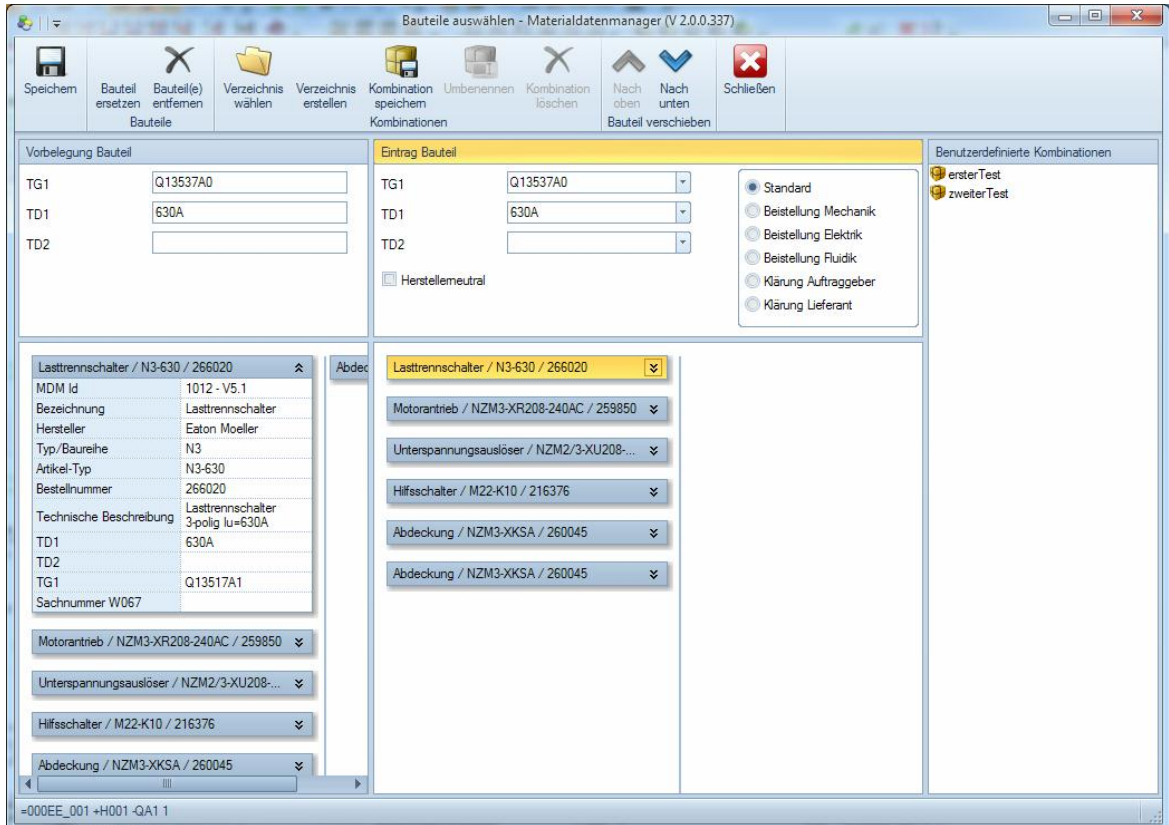 Bauteile auswählen - Materialdatenmanager (V 2.0.0.337)
Speichern
Bauteil ersetzen
Bauteil(e) entfernen
Verzeichnis wählen
Verzeichnis erstellen
Kombination speichern
Umbenennen
Kombination löschen
Nach oben
Nach unten
Schließen
Bauteile
Kombinationen
Bauteil verschieben
Vorbelegung Bauteil
TG1 Q13537A0
TD1 630A
TD2
Eintrag Bauteil
TG1 Q13537A0
TD1 630A
TD2
Herstellerneutral
Standard
Beistellung Mechanik
Beistellung Elektrik
Beistellung Fluidik
Klärung Auftraggeber
Klärung Lieferant
Benutzerdefinierte Kombinationen
ersterTest
zweiterTest
Lasttrennschalter / N3-630 / 266020
MDM Id 1012 - V5.1
Bezeichnung Lasttrennschalter
Hersteller Eaton Moeller
Typ/Baureihe N3
Artikel-Typ N3-630
Bestellnummer 266020
Technische Beschreibung Lasttrennschalter
3-polig Iu=630A
TD1 630A
TD2
TG1 Q13517A1
Sachnummer W067
Motorantrieb / NZM3-XR208-240AC / 259850
Unterspannungsauslöser / NZM2/3-XU208-...
Hilfsschalter / M22-K10 / 216376
Abdeckung / NZM3-XKSA / 260045
Abdec
Lasttrennschalter / N3-630 / 266020
Motorantrieb / NZM3-XR208-240AC / 259850
Unterspannungsauslöser / NZM2/3-XU208-...
Hilfsschalter / M22-K10 / 216376
Abdeckung / NZM3-XKSA / 260045
Abdeckung / NZM3-XKSA / 260045
=000EE_001 +H001 -QA1 1